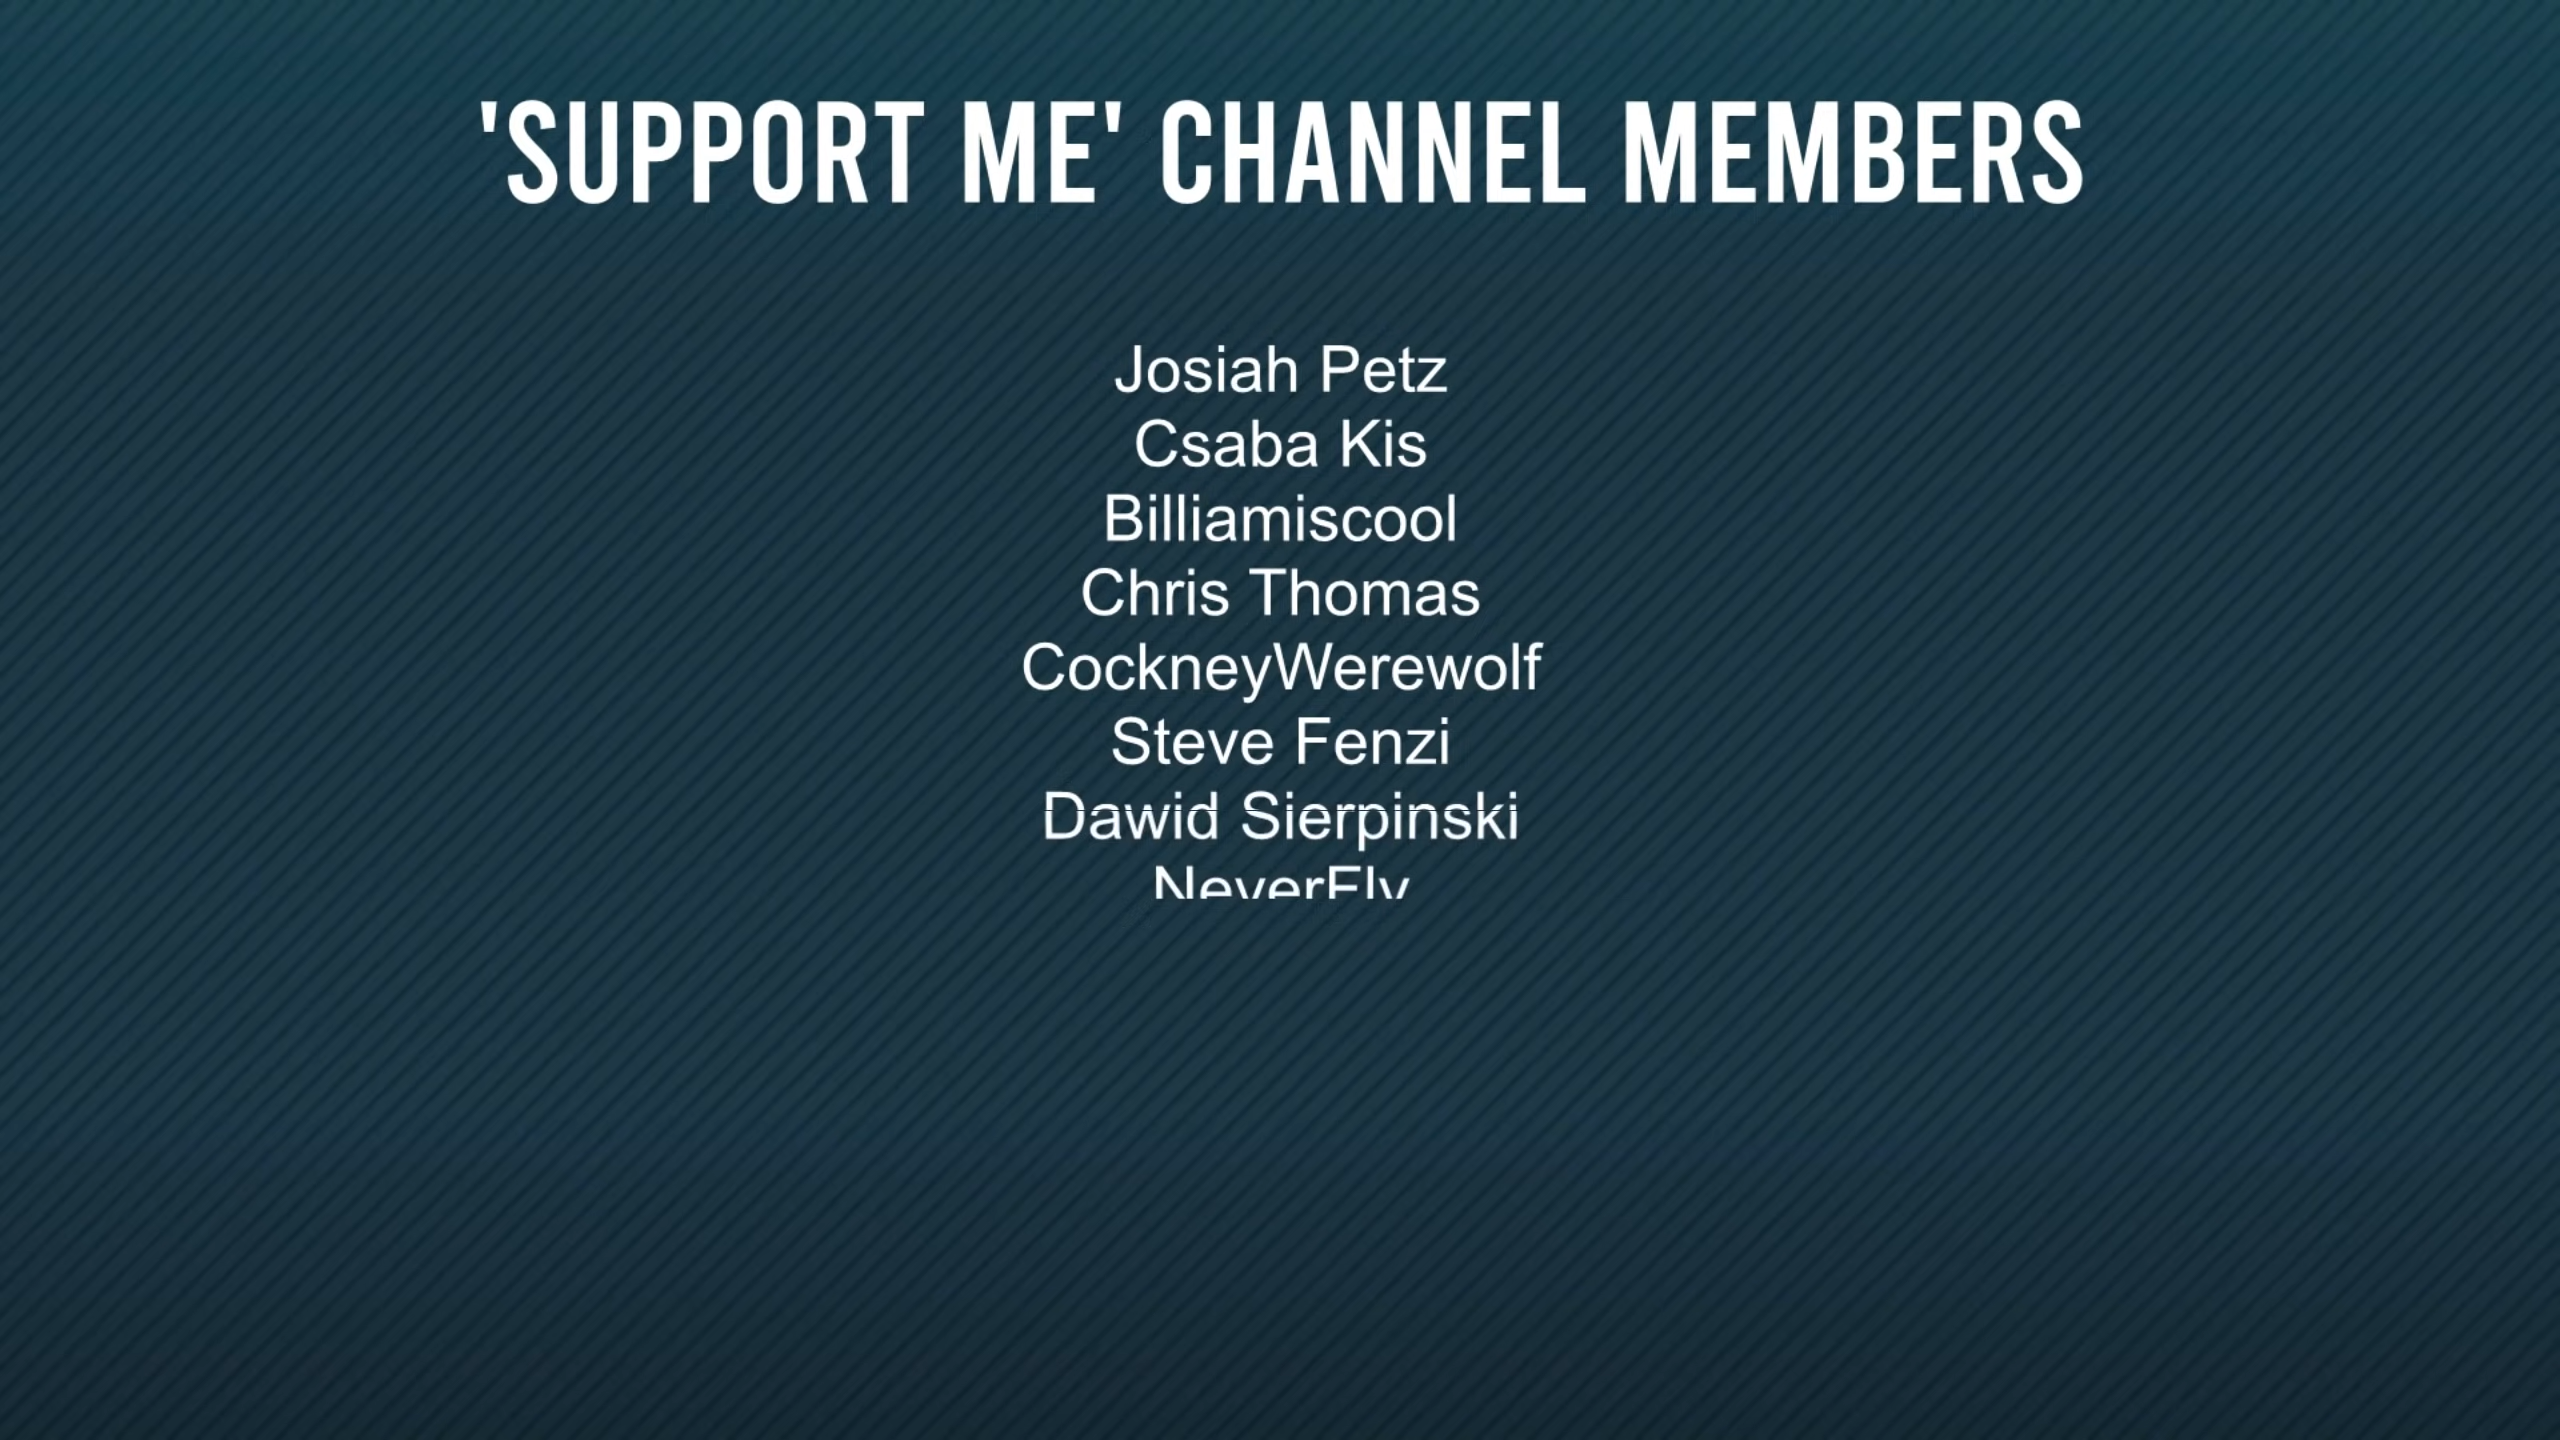 'SUPPORT ME' CHANNEL MEMBERS
Josiah Petz
Csaba Kis
Billiamiscool
Chris Thomas
CockneyWerewolf
Steve Fenzi
Dawid Sierpinski